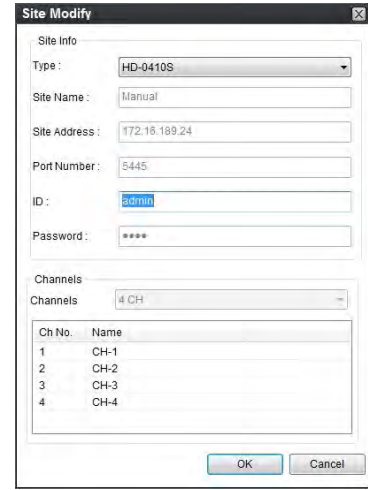 Site Modify
Site Info
Type : HD-0410S
Site Name : Manual
Site Address : 172.16.189.24
Port Number : 5445
ID : admin
Password : ****
Channels
Channels 4 CH
Ch No. Name
1 CH-1
2 CH-2
3 CH-3
4 CH-4
OK Cancel